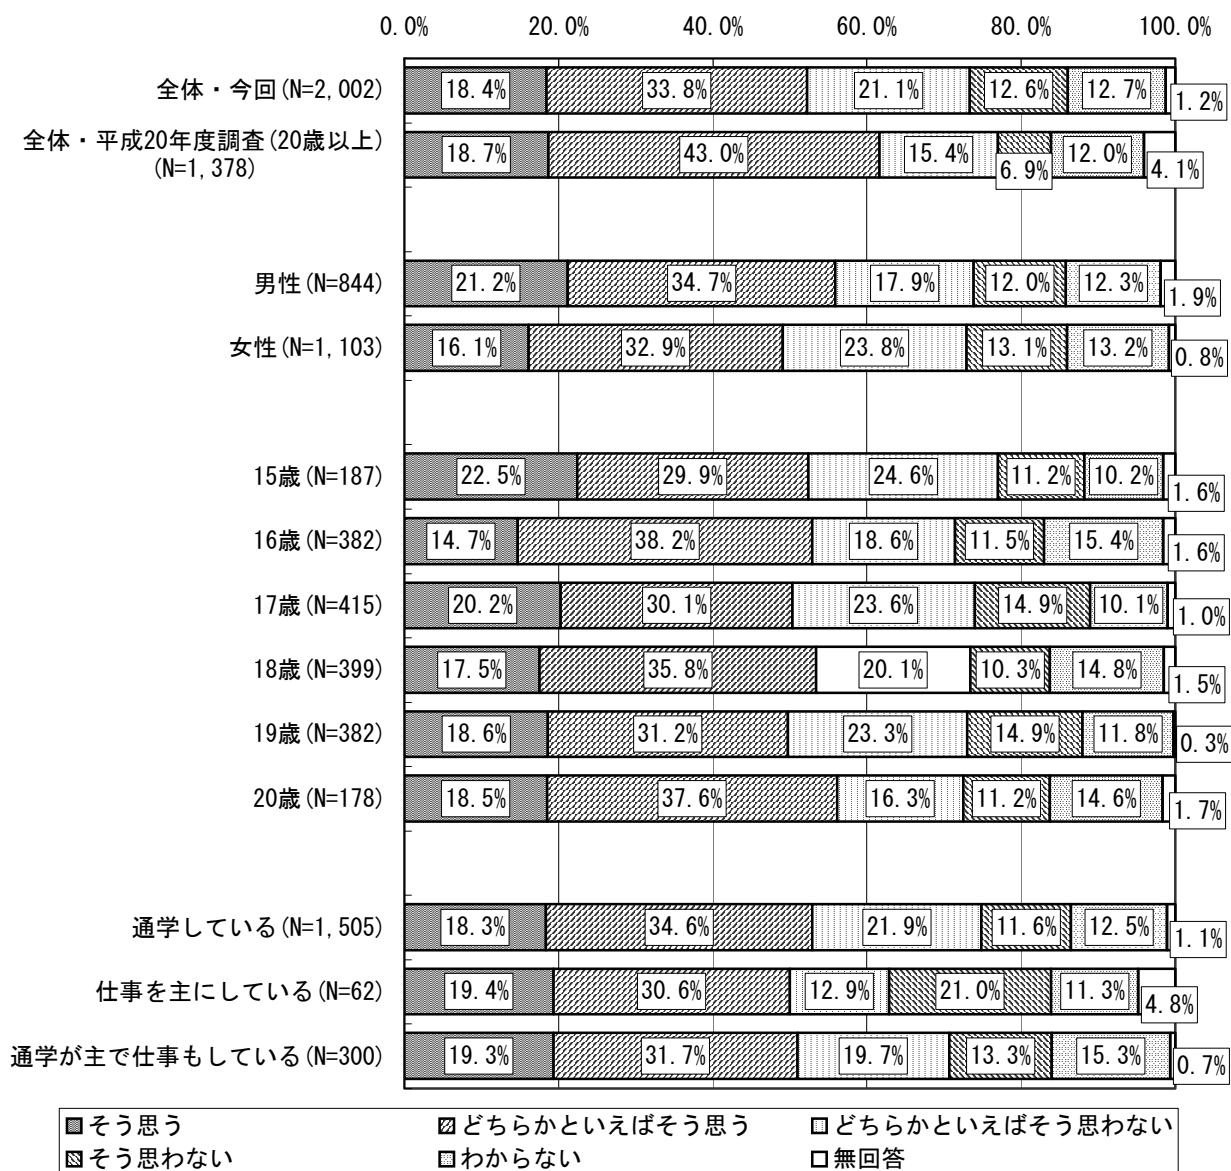 0.0% 20.0% 40.0% 60.0% 80.0% 100.0%
全体・今回(N=2,002) 18.4% 33.8% 21.1% 12.6% 12.7% 1.2%
全体・平成20年度調査(20歳以上)
(N=1,378) 18.7% 43.0% 15.4% 6.9% 12.0% 4.1%
男性(N=844) 21.2% 34.7% 17.9% 12.0% 12.3% 1.9%
女性(N=1,103) 16.1% 32.9% 23.8% 13.1% 13.2% 0.8%
15歳(N=187) 22.5% 29.9% 24.6% 11.2% 10.2% 1.6%
16歳(N=382) 14.7% 38.2% 18.6% 11.5% 15.4% 1.6%
17歳(N=415) 20.2% 30.1% 23.6% 14.9% 10.1% 1.0%
18歳(N=399) 17.5% 35.8% 20.1% 10.3% 14.8% 1.5%
19歳(N=382) 18.6% 31.2% 23.3% 14.9% 11.8% 0.3%
20歳(N=178) 18.5% 37.6% 16.3% 11.2% 14.6% 1.7%
通学している(N=1,505) 18.3% 34.6% 21.9% 11.6% 12.5% 1.1%
仕事を主にしている(N=62) 19.4% 30.6% 12.9% 21.0% 11.3% 4.8%
通学が主で仕事もしている(N=300) 19.3% 31.7% 19.7% 13.3% 15.3% 0.7%
そう思う どちらかといえばそう思う どちらかといえばそう思わない
そう思わない わからない 無回答